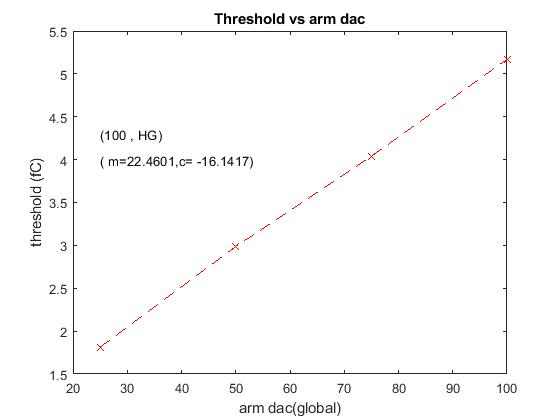 Threshold vs arm dac
5.5
5
4.5
4
3.5
3
2.5
2
1.5
threshold (fC)
(100 , HG)
( m=22.4601,c= -16.1417)
20 30 40 50 60 70 80 90 100
arm dac(global)